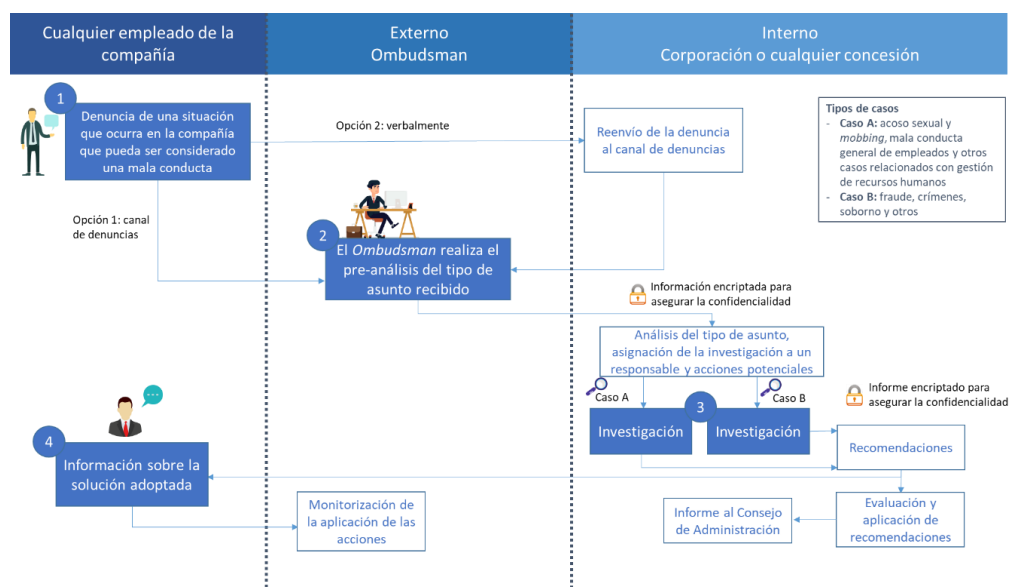 Cualquier empleado de la
compañía
Externo
Ombudsman
Interno
Corporación o cualquier concesión
1
Denuncia de una situación
que ocurra en la compañía
que pueda ser considerado
una mala conducta
Opción 2: verbalmente
Reenvío de la denuncia
al canal de denuncias
Tipos de casos
- Caso A: acoso sexual y
mobbing, mala conducta
general de empleados y otros
casos relacionados con gestión
de recursos humanos
- Caso B: fraude, crímenes,
soborno y otros
Opción 1: canal
de denuncias
2
El Ombudsman realiza el
pre-análisis del tipo de
asunto recibido
Información encriptada para
asegurar la confidencialidad
Análisis del tipo de asunto,
asignación de la investigación a un
responsable y acciones potenciales
Caso A
3
Caso B
Informe encriptado para
asegurar la confidencialidad
Investigación
Investigación
Recomendaciones
4
Información sobre la
solución adoptada
Monitorización de
la aplicación de las
acciones
Informe al Consejo
de Administración
Evaluación y
aplicación de
recomendaciones